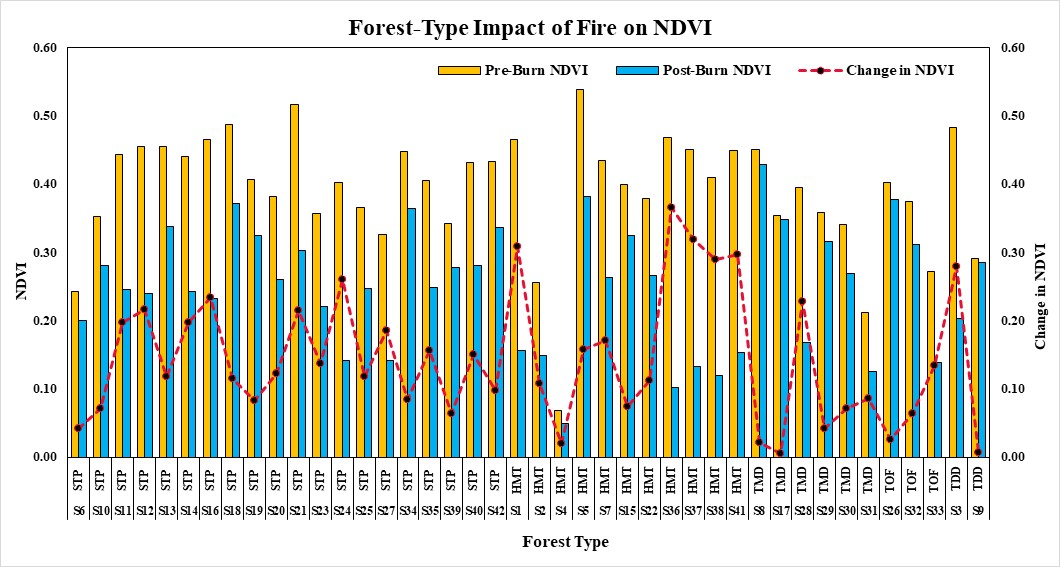 Forest-Type Impact of Fire on NDVI
Pre-Burn NDVI Post-Burn NDVI Change in NDVI
NDVI
0.60
0.50
0.40
0.30
0.20
0.10
0.00
0.60
0.50
0.40
0.30
0.20
0.10
0.00
Change in NDVI
STP STP STP STP STP STP STP STP STP STP STP STP STP STP STP STP STP STP STP STP HMT HMT HMT HMT HMT HMT HMT HMT HMT HMT HMT TMD TMD TMD TMD TMD TMD TOF TOF TOF TDD TDD
S6 S10 S11 S12 S13 S14 S16 S18 S19 S20 S21 S23 S24 S25 S27 S34 S35 S39 S40 S42 S1 S2 S4 S5 S7 S15 S22 S36 S37 S38 S41 S8 S17 S28 S29 S30 S31 S26 S32 S33 S3 S9
Forest Type